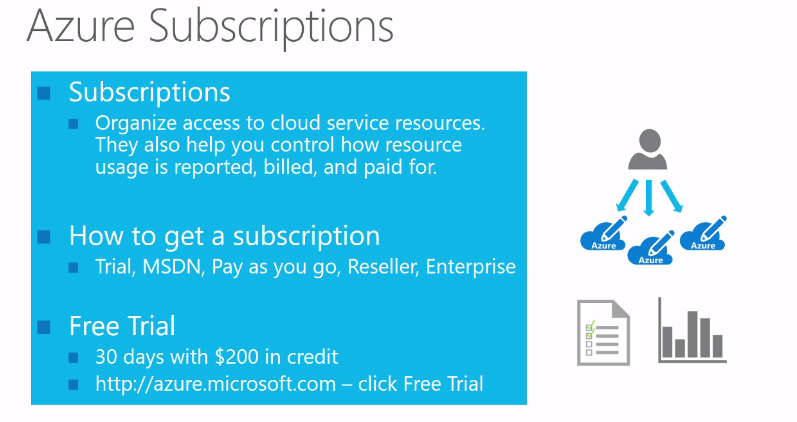 Azure Subscriptions
Subscriptions
Organize access to cloud service resources.
They also help you control how resource
usage is reported, billed, and paid for.
How to get a subscription
Trial, MSDN, Pay as you go, Reseller, Enterprise
Free Trial
30 days with $200 in credit
http://azure.microsoft.com – click Free Trial
Azure
Azure
Azure